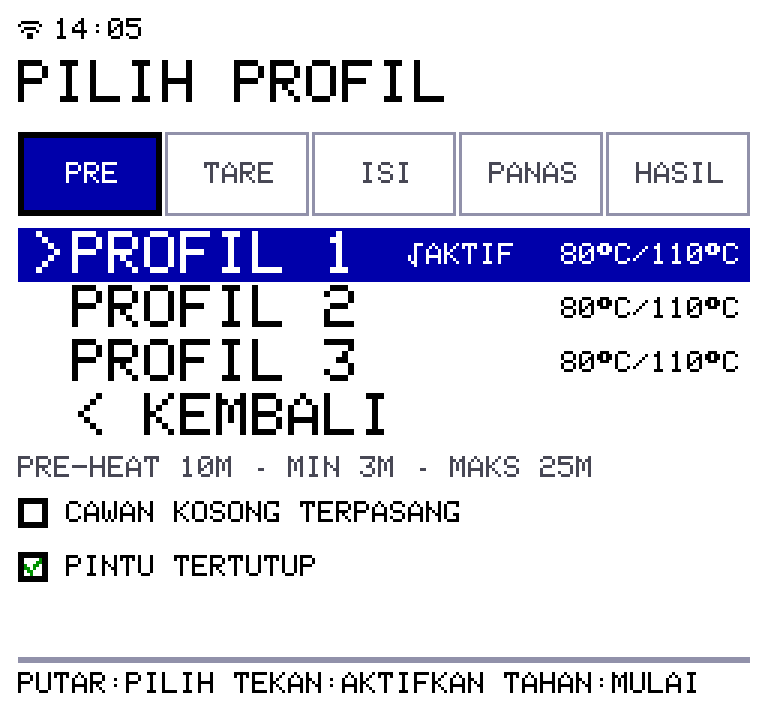 14:05
PILIH PROFIL
PRE TARE ISI PANAS HASIL
>PROFIL 1 √AKTIF 80°C/110°C
PROFIL 2 80°C/110°C
PROFIL 3 80°C/110°C
< KEMBALI
PRE-HEAT 10M - MIN 3M - MAKS 25M
CAWAN KOSONG TERPASANG
PINTU TERTUTUP
PUTAR:PILIH TEKAN:AKTIFKAN TAHAN:MULAI